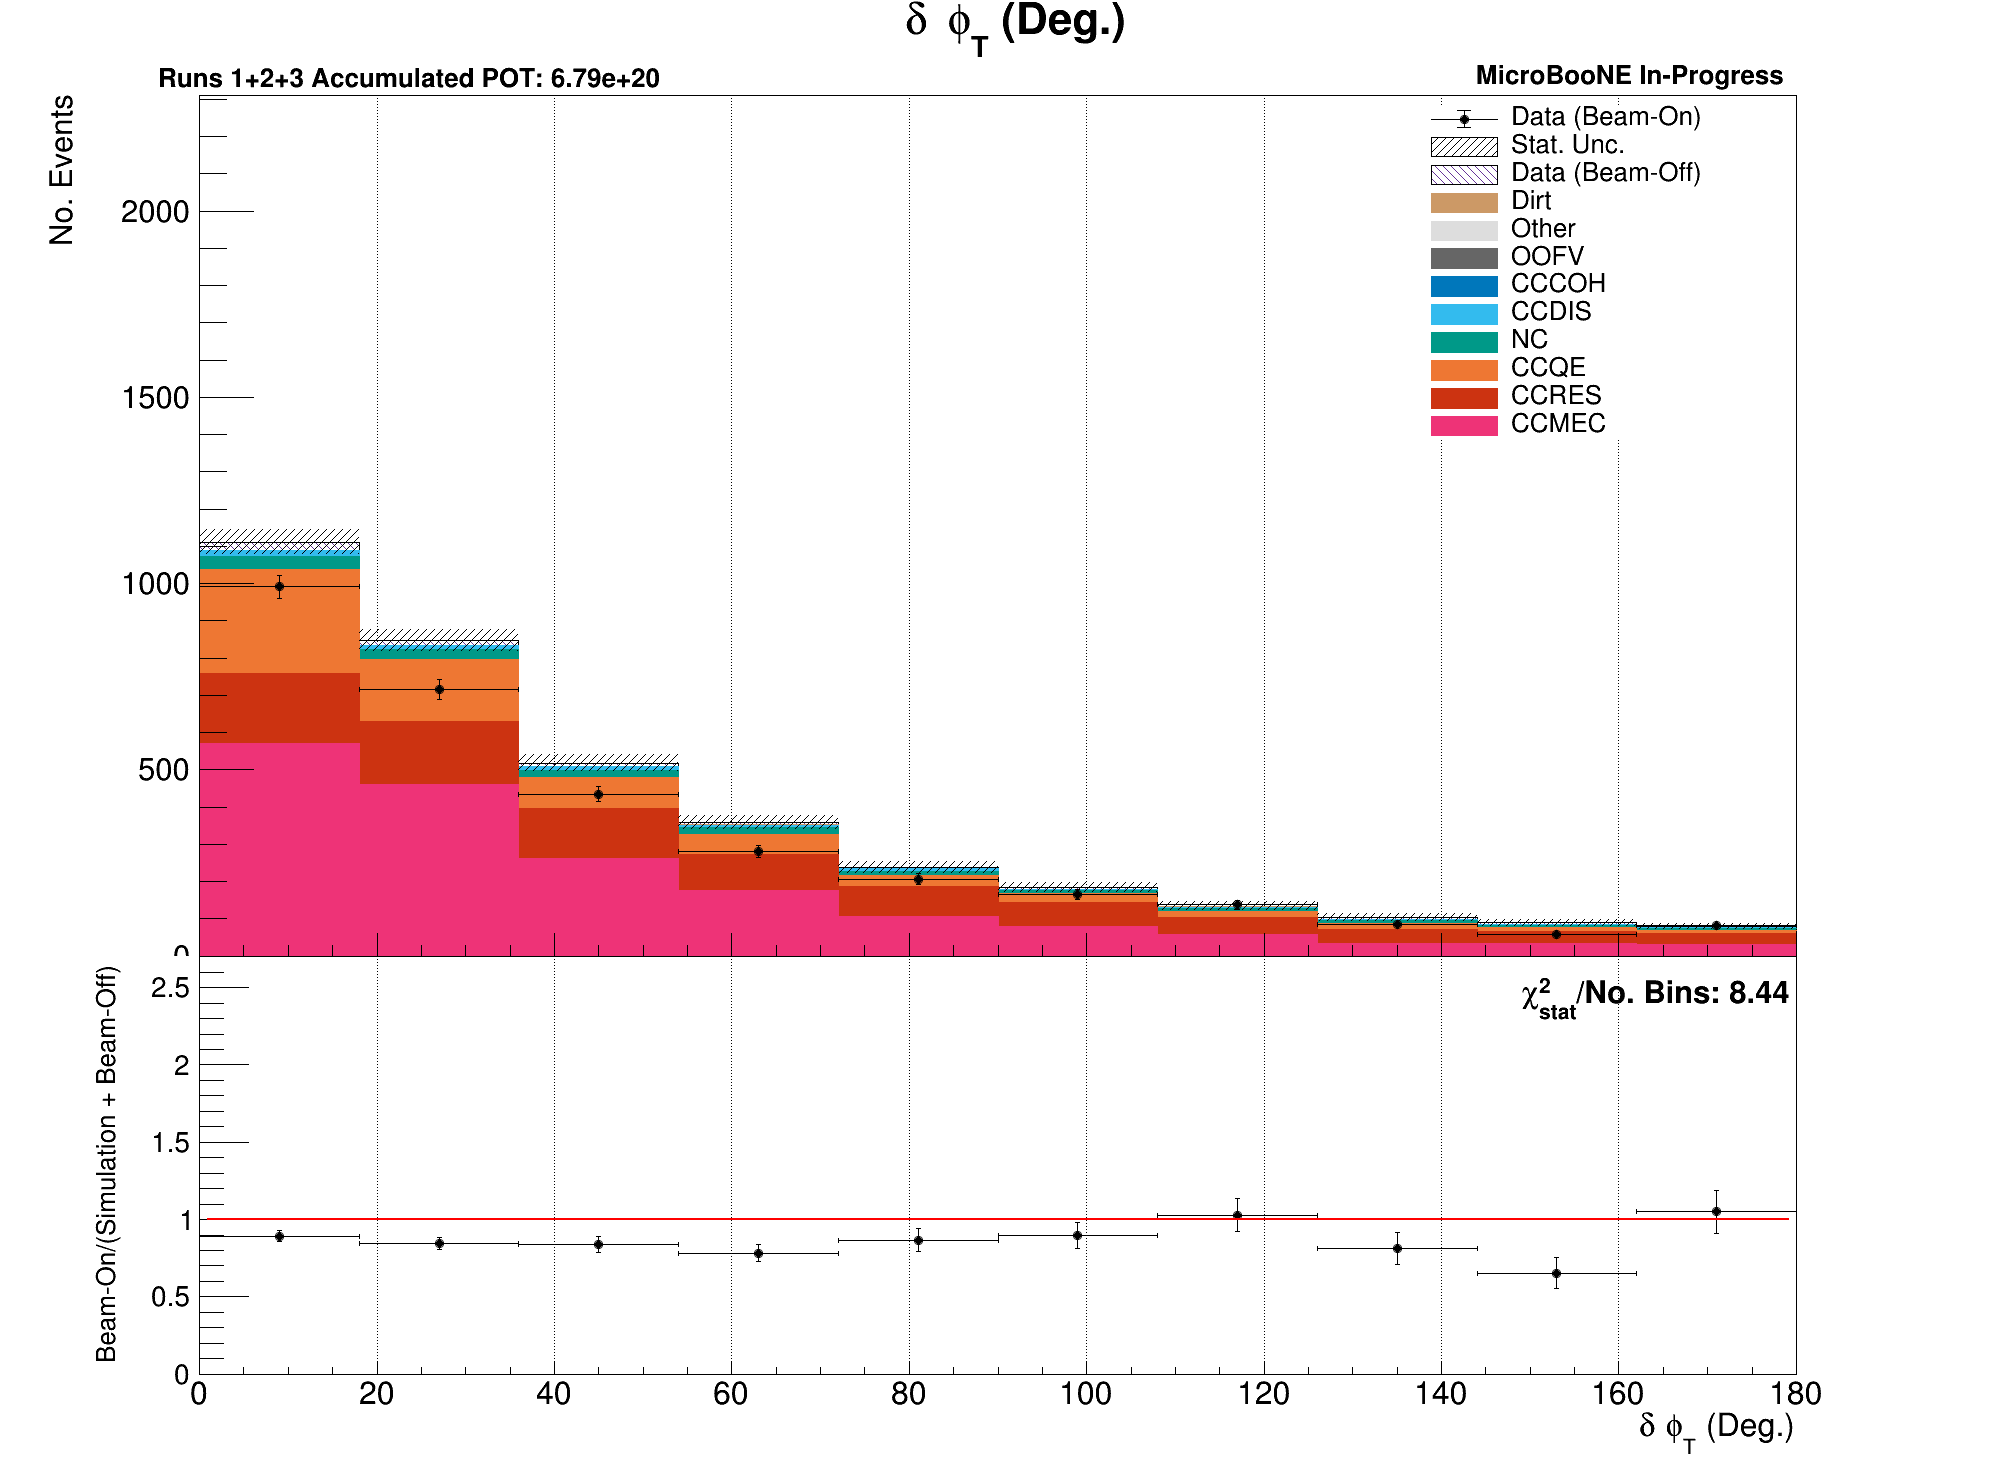 δ ϕT (Deg.)
Runs 1+2+3 Accumulated POT: 6.79e+20
MicroBooNE In-Progress
No. Events
2000
1500
1000
500
0
Data (Beam-On)
Stat. Unc.
Data (Beam-Off)
Dirt
Other
OOFV
CCCOH
CCDIS
NC
CCQE
CCRES
CCMEC
Beam-On/(Simulation + Beam-Off)
χ²stat/No. Bins: 8.44
2.5
2
1.5
1
0.5
0
0 20 40 60 80 100 120 140 160 180
δ ϕT (Deg.)